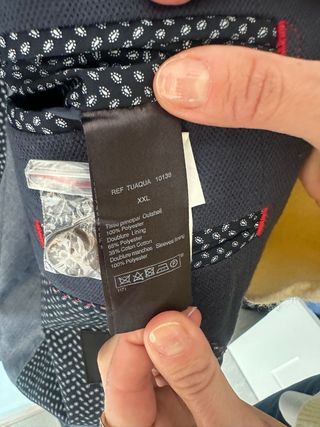 REF TUAQUA 10130
XXL
Tissu principal Outshell
100% Polyester
Doublure Lining
65% Polyester
35% Coton Cotton
Doublure manches Sleeves lining
100% Polyester